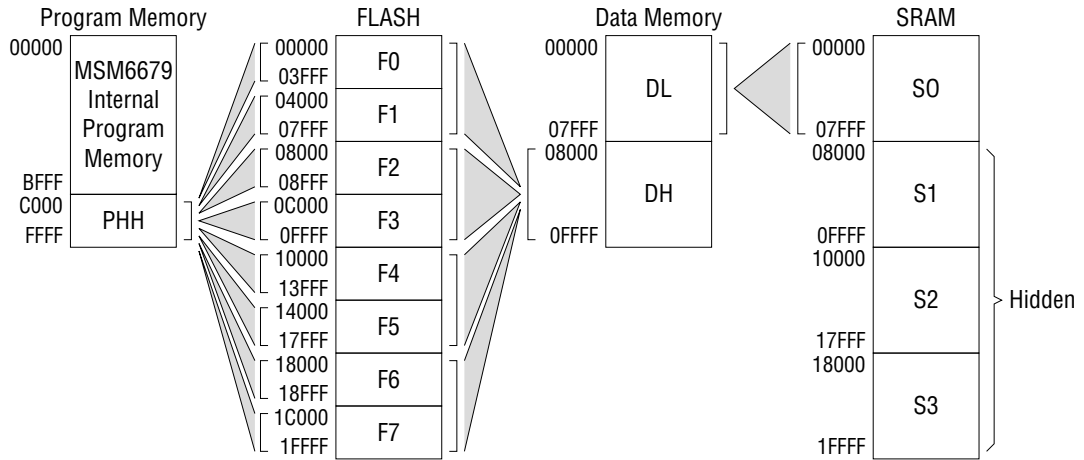 Program Memory
00000
MSM6679
Internal
Program
Memory
BFFF
C000
PHH
FFFF
FLASH
00000
F0
03FFF
04000
F1
07FFF
08000
F2
08FFF
0C000
F3
0FFFF
10000
F4
13FFF
14000
F5
17FFF
18000
F6
18FFF
1C000
F7
1FFFF
Data Memory
00000
DL
07FFF
08000
DH
0FFFF
SRAM
00000
SO
07FFF
08000
S1
0FFFF
10000
S2
17FFF
18000
S3
1FFFF
Hidden